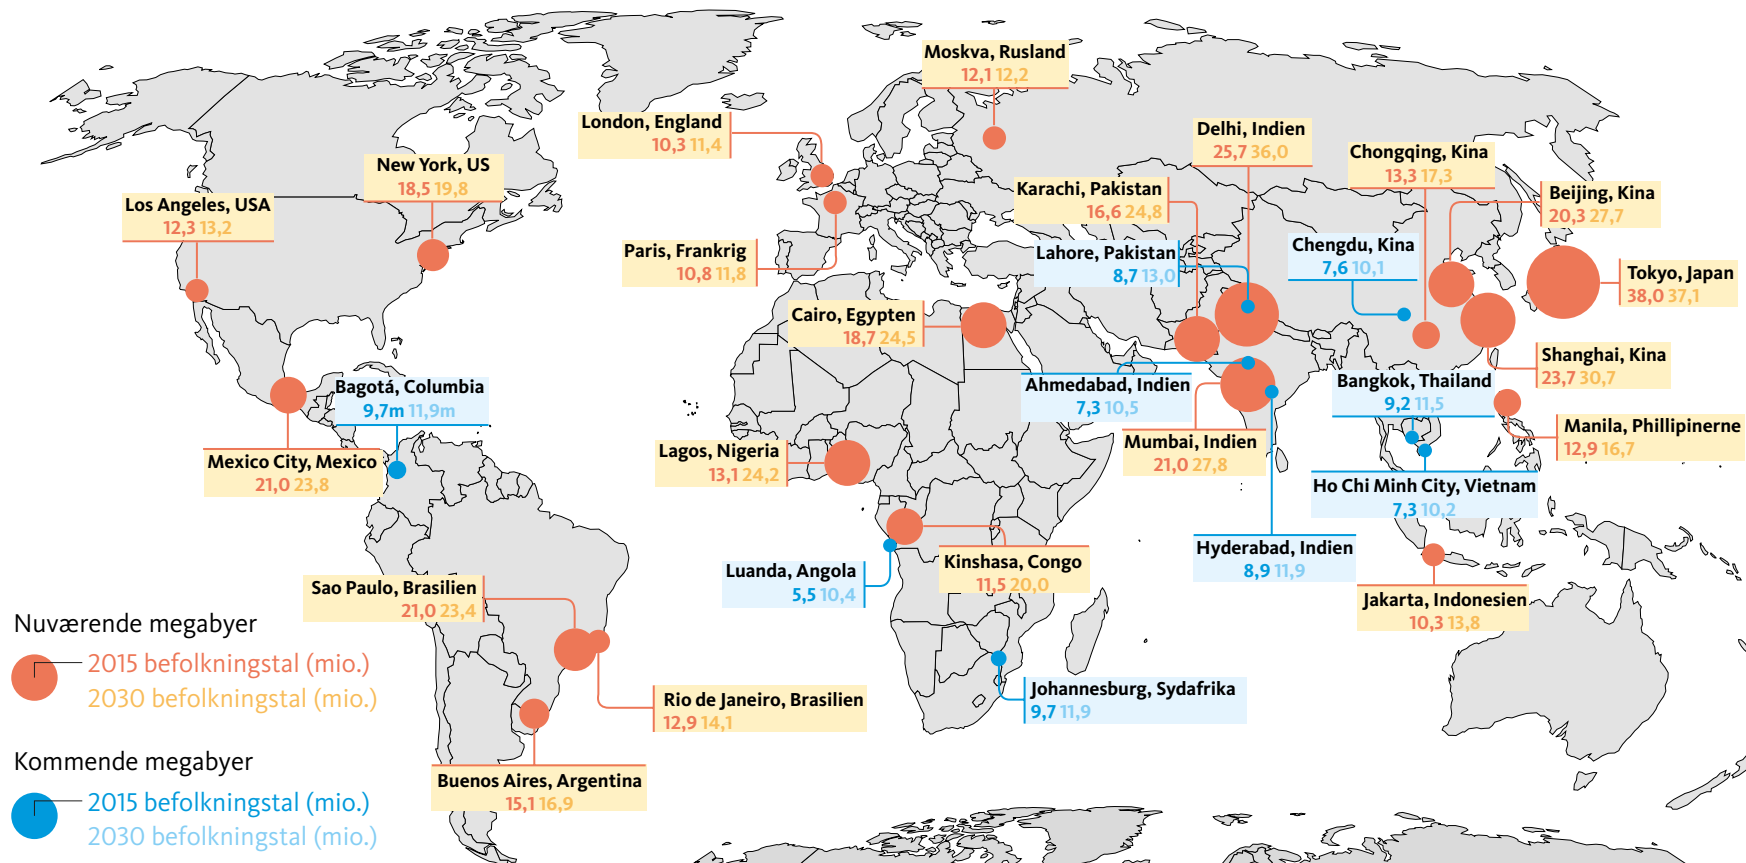 Moskva, Rusland
12,1 12,2
London, England
10,3 11,4
Delhi, Indien
25,7 36,0
Chongqing, Kina
13,3 17,3
New York, US
18,5 19,8
Karachi, Pakistan
16,6 24,8
Beijing, Kina
20,3 27,7
Los Angeles, USA
12,3 13,2
Paris, Frankrig
10,8 11,8
Lahore, Pakistan
8,7 13,0
Chengdu, Kina
7,6 10,1
Tokyo, Japan
38,0 37,1
Cairo, Egypten
18,7 24,5
Shanghai, Kina
23,7 30,7
Bagotá, Columbia
9,7m 11,9m
Ahmedabad, Indien
7,3 10,5
Bangkok, Thailand
9,2 11,5
Manila, Phillipinerne
12,9 16,7
Mumbai, Indien
21,0 27,8
Lagos, Nigeria
13,1 24,2
Mexico City, Mexico
21,0 23,8
Ho Chi Minh City, Vietnam
7,3 10,2
Hyderabad, Indien
8,9 11,9
Kinshasa, Congo
11,5 20,0
Luanda, Angola
5,5 10,4
Sao Paulo, Brasilien
21,0 23,4
Jakarta, Indonesien
10,3 13,8
Johannesburg, Sydafrika
9,7 11,9
Rio de Janeiro, Brasilien
12,9 14,1
Buenos Aires, Argentina
15,1 16,9
Nuværende megabyer
2015 befolkningstal (mio.)
2030 befolkningstal (mio.)
Kommende megabyer
2015 befolkningstal (mio.)
2030 befolkningstal (mio.)